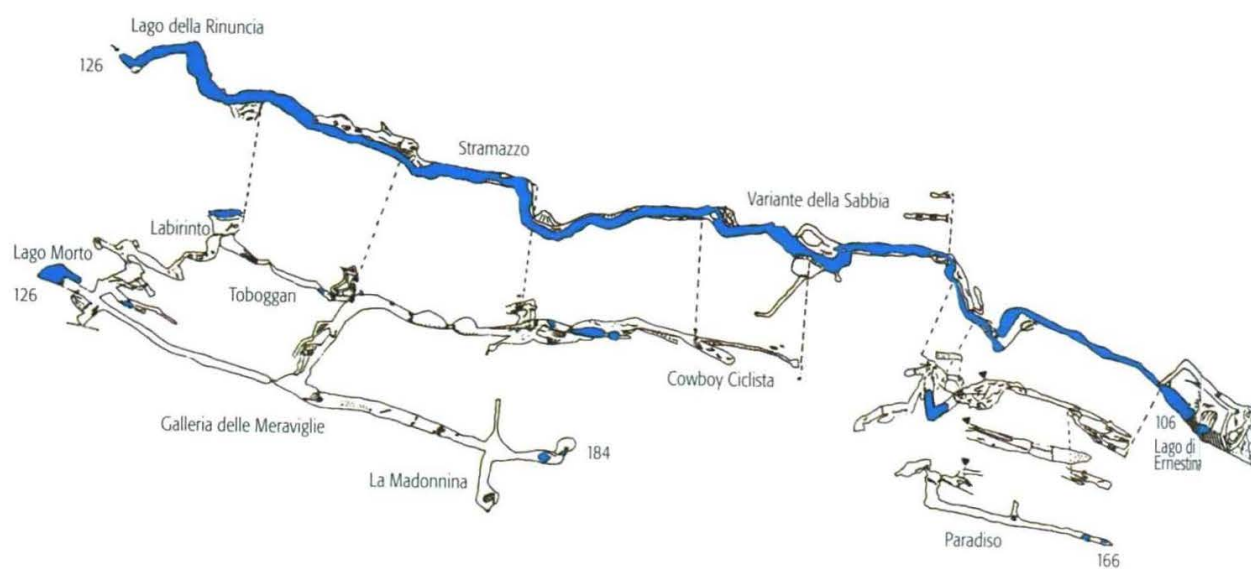 Lago della Rinuncia
126
Stramazzo
Variante della Sabbia
Labirinto
Lago Morto
126
Toboggan
Cowboy Ciclista
Galleria delle Meraviglie
106
Lago di
Ernestina
184
La Madonnina
Paradiso
166